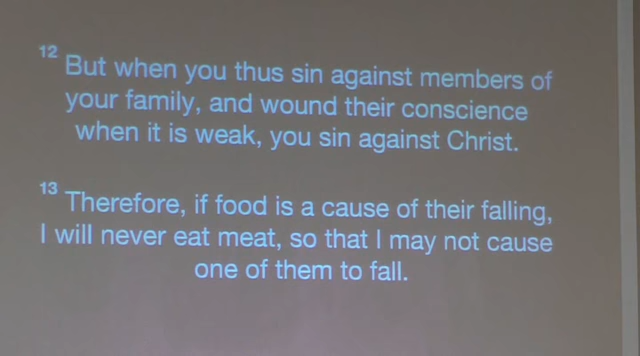 12 But when you thus sin against members of
your family, and wound their conscience
when it is weak, you sin against Christ.
13 Therefore, if food is a cause of their falling,
I will never eat meat, so that I may not cause
one of them to fall.